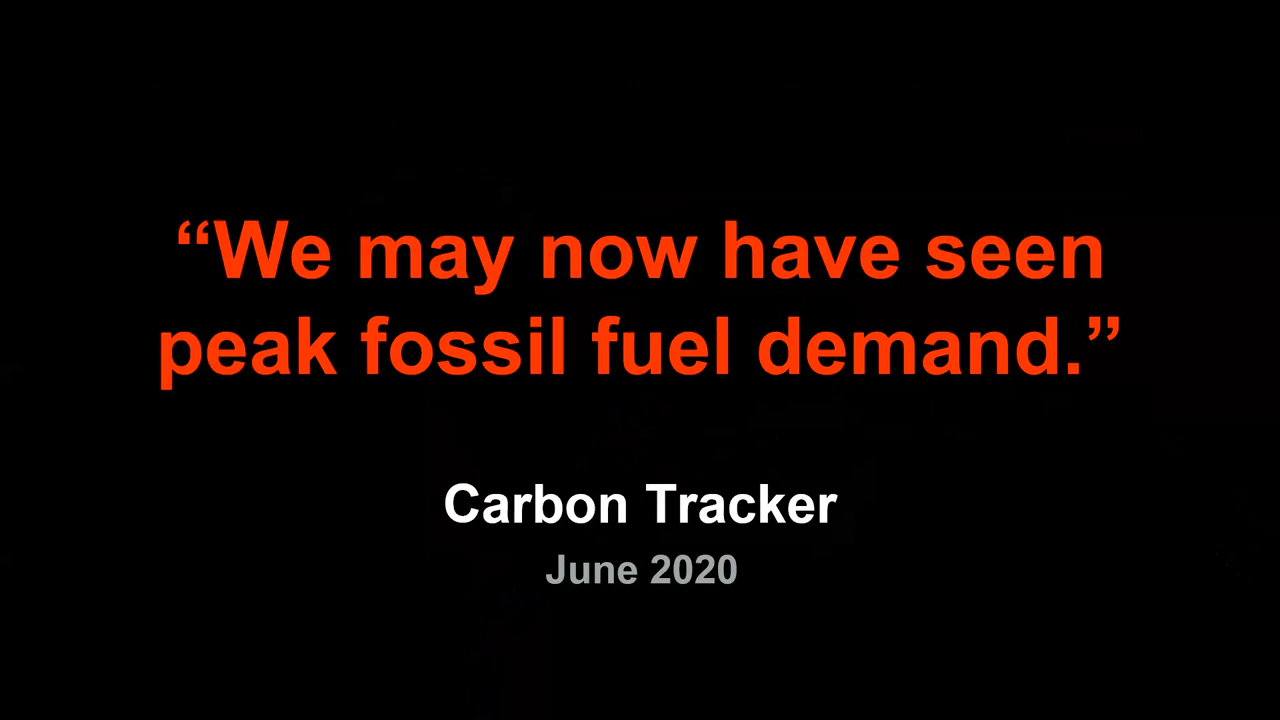 “We may now have seen
peak fossil fuel demand.”
Carbon Tracker
June 2020